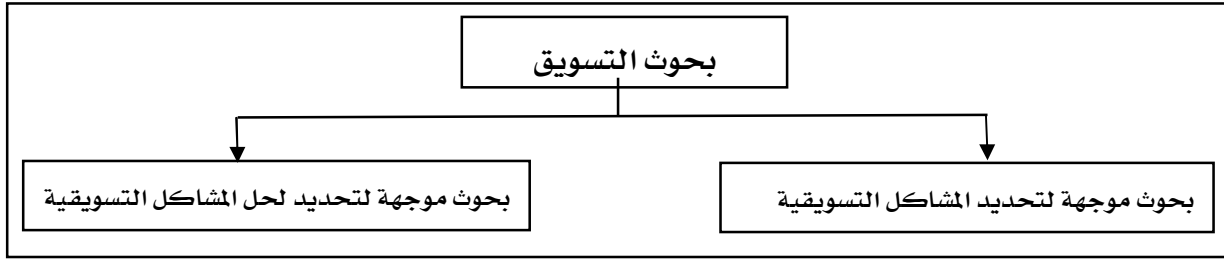 بحوث التسويق
بحوث موجهة لتحديد المشاكل التسويقية
بحوث موجهة لتحديد لحل المشاكل التسويقية